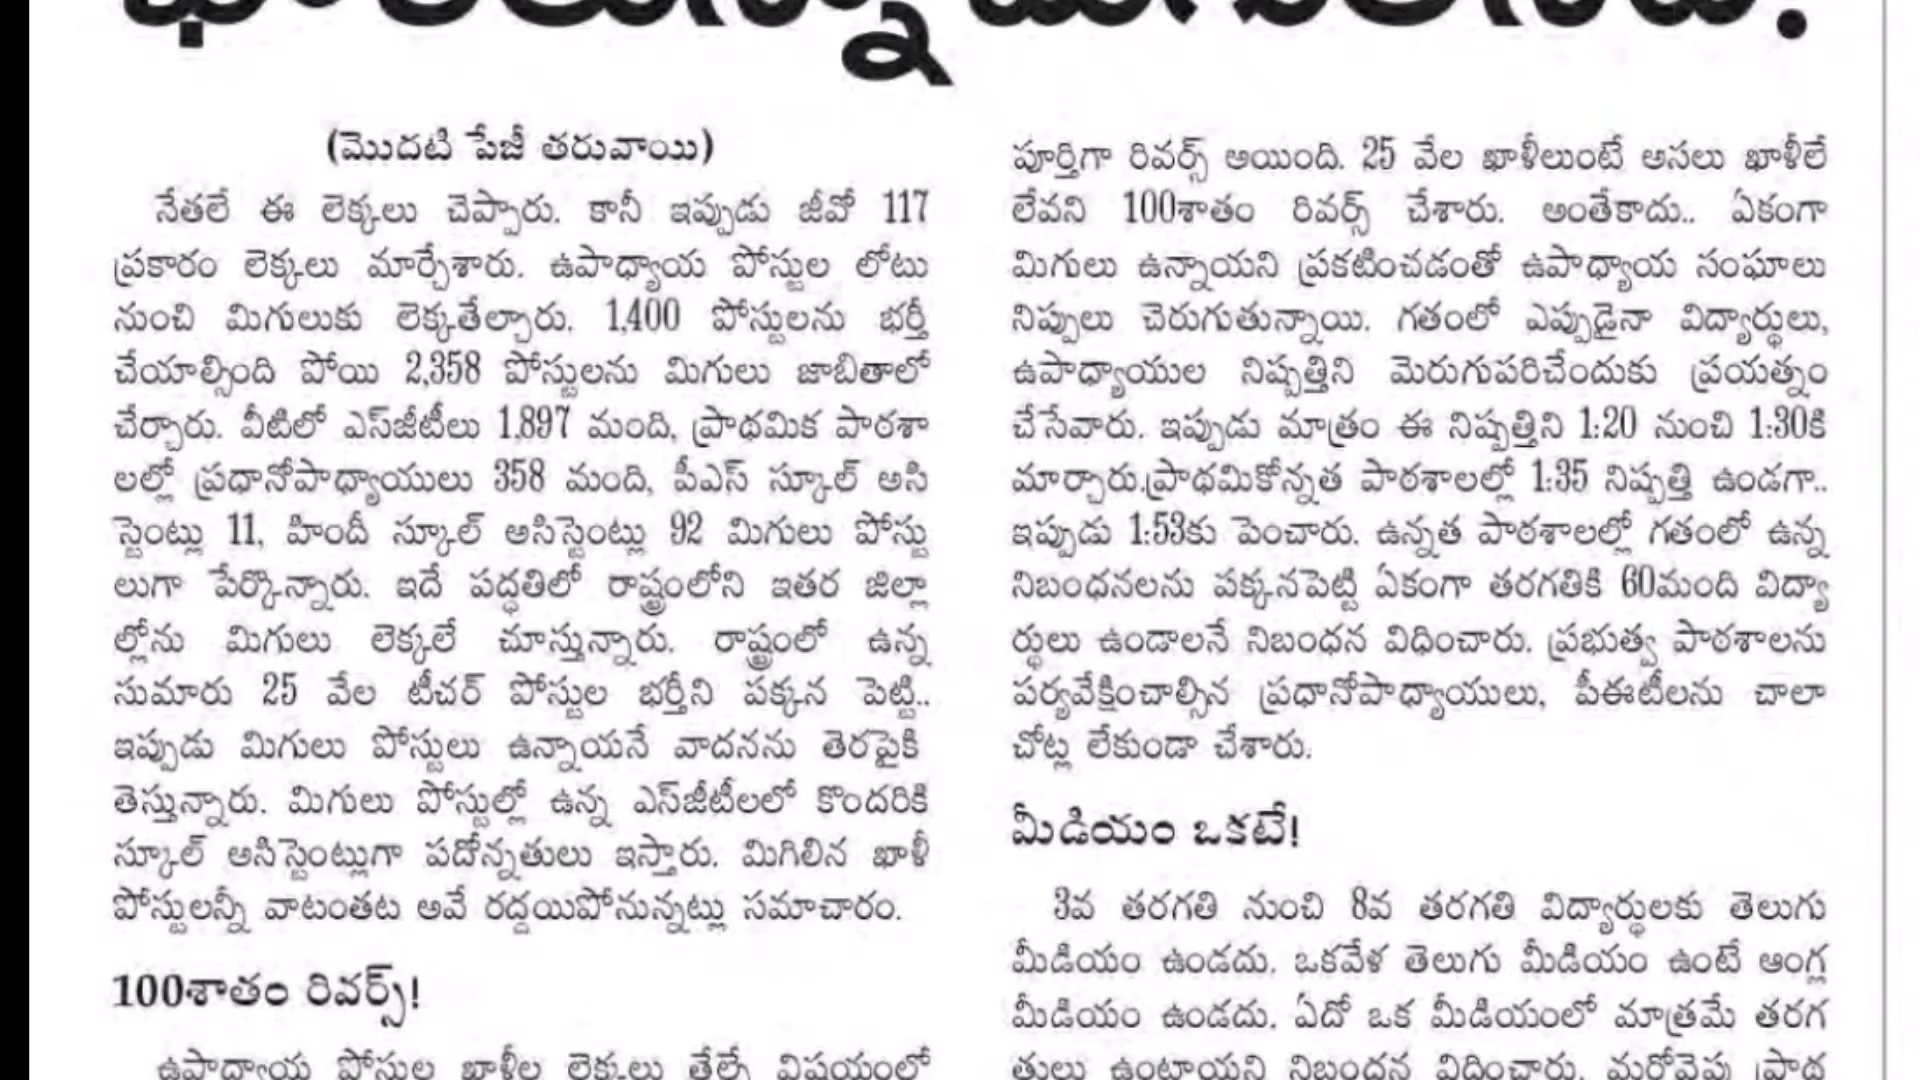 (మొదటి పేజీ తరువాయి)
నేతలే ఈ లెక్కలు చెప్పారు. కానీ ఇప్పుడు జీవో 117
ప్రకారం లెక్కలు మార్చేశారు. ఉపాధ్యాయ పోస్టుల లోటు
నుంచి మిగులుకు లెక్కతేల్చారు. 1,400 పోస్టులను భర్తీ
చేయాల్సింది పోయి 2,358 పోస్టులను మిగులు జాబితాలో
చేర్చారు. వీటిలో ఎస్‌జీటీలు 1,897 మంది, ప్రాథమిక పాఠశా
లల్లో ప్రధానోపాధ్యాయులు 358 మంది, పీఎస్ స్కూల్ అసి
స్టెంట్లు 11, హిందీ స్కూల్ అసిస్టెంట్లు 92 మిగులు పోస్టు
లుగా పేర్కొన్నారు. ఇదే పద్ధతిలో రాష్ట్రంలోని ఇతర జిల్లా
ల్లోను మిగులు లెక్కలే చూస్తున్నారు. రాష్ట్రంలో ఉన్న
సుమారు 25 వేల టీచర్ పోస్టుల భర్తీని పక్కన పెట్టి..
ఇప్పుడు మిగులు పోస్టులు ఉన్నాయనే వాదనను తెరపైకి
తెస్తున్నారు. మిగులు పోస్టుల్లో ఉన్న ఎస్‌జీటీలలో కొందరికి
స్కూల్ అసిస్టెంట్లుగా పదోన్నతులు ఇస్తారు. మిగిలిన ఖాళీ
పోస్టులన్నీ వాటంతట అవే రద్దయిపోనున్నట్లు సమాచారం.
100శాతం రివర్స్!
ఉపాధ్యాయ పోస్టుల ఖాళీల లెక్కలు తేల్చే విషయంలో
పూర్తిగా రివర్స్ అయింది. 25 వేల ఖాళీలుంటే అసలు ఖాళీలే
లేవని 100శాతం రివర్స్ చేశారు. అంతేకాదు.. ఏకంగా
మిగులు ఉన్నాయని ప్రకటించడంతో ఉపాధ్యాయ సంఘాలు
నిప్పులు చెరుగుతున్నాయి. గతంలో ఎప్పుడైనా విద్యార్థులు,
ఉపాధ్యాయుల నిష్పత్తిని మెరుగుపరిచేందుకు ప్రయత్నం
చేసేవారు. ఇప్పుడు మాత్రం ఈ నిష్పత్తిని 1:20 నుంచి 1:30కి
మార్చారు.ప్రాథమికోన్నత పాఠశాలల్లో 1:35 నిష్పత్తి ఉండగా..
ఇప్పుడు 1:53కు పెంచారు. ఉన్నత పాఠశాలల్లో గతంలో ఉన్న
నిబంధనలను పక్కనపెట్టి ఏకంగా తరగతికి 60మంది విద్యా
ర్థులు ఉండాలనే నిబంధన విధించారు. ప్రభుత్వ పాఠశాలను
పర్యవేక్షించాల్సిన ప్రధానోపాధ్యాయులు, పీఈటీలను చాలా
చోట్ల లేకుండా చేశారు.
మీడియం ఒకటే!
3వ తరగతి నుంచి 8వ తరగతి విద్యార్థులకు తెలుగు
మీడియం ఉండదు. ఒకవేళ తెలుగు మీడియం ఉంటే ఆంగ్ల
మీడియం ఉండదు. ఏదో ఒక మీడియంలో మాత్రమే తరగ
తులు ఉంటాయని నిబంధన విధించారు. మరోవైపు ప్రాథ